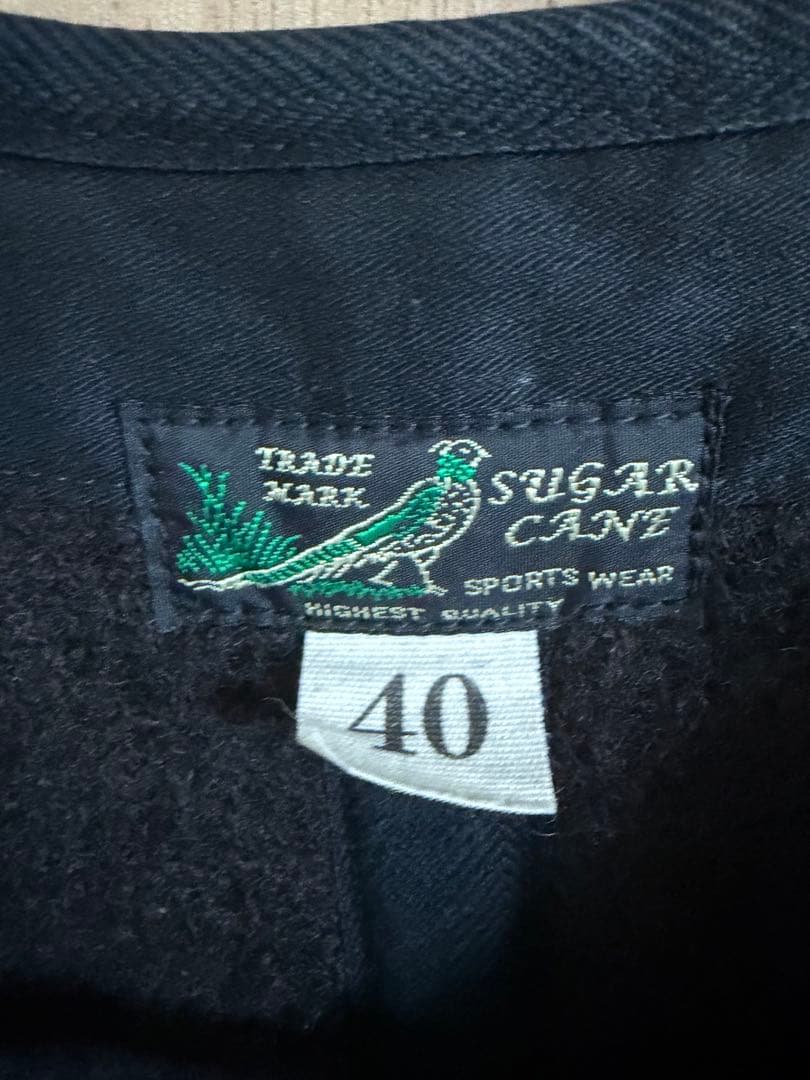 TRADE
MARK
SUGAR
CANE
SPORTS WEAR
HIGHEST QUALITY
40